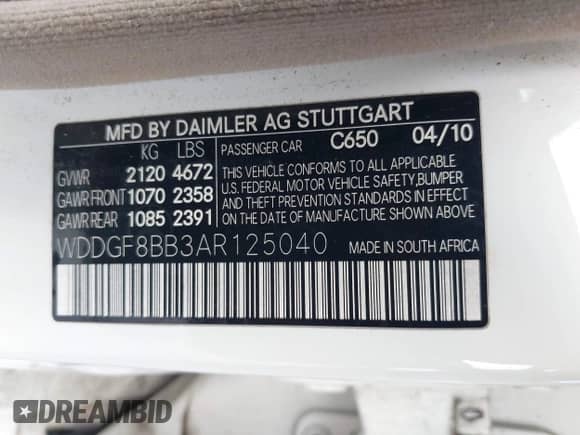 MFD BY DAIMLER AG STUTTGART
KG LBS PASSENGER CAR C650 04/10
GVWR 2120 4672 THIS VEHICLE CONFORMS TO ALL APPLICABLE
GAWR FRONT 1070 2358 U.S. FEDERAL MOTOR VEHICLE SAFETY,BUMPER
GAWR REAR 1085 2391 AND THEFT PREVENTION STANDARDS IN EFFECT
ON THE DATE OF MANUFACTURE SHOWN ABOVE.
WDDGF8BB3AR125040 MADE IN SOUTH AFRICA
DREAMBID